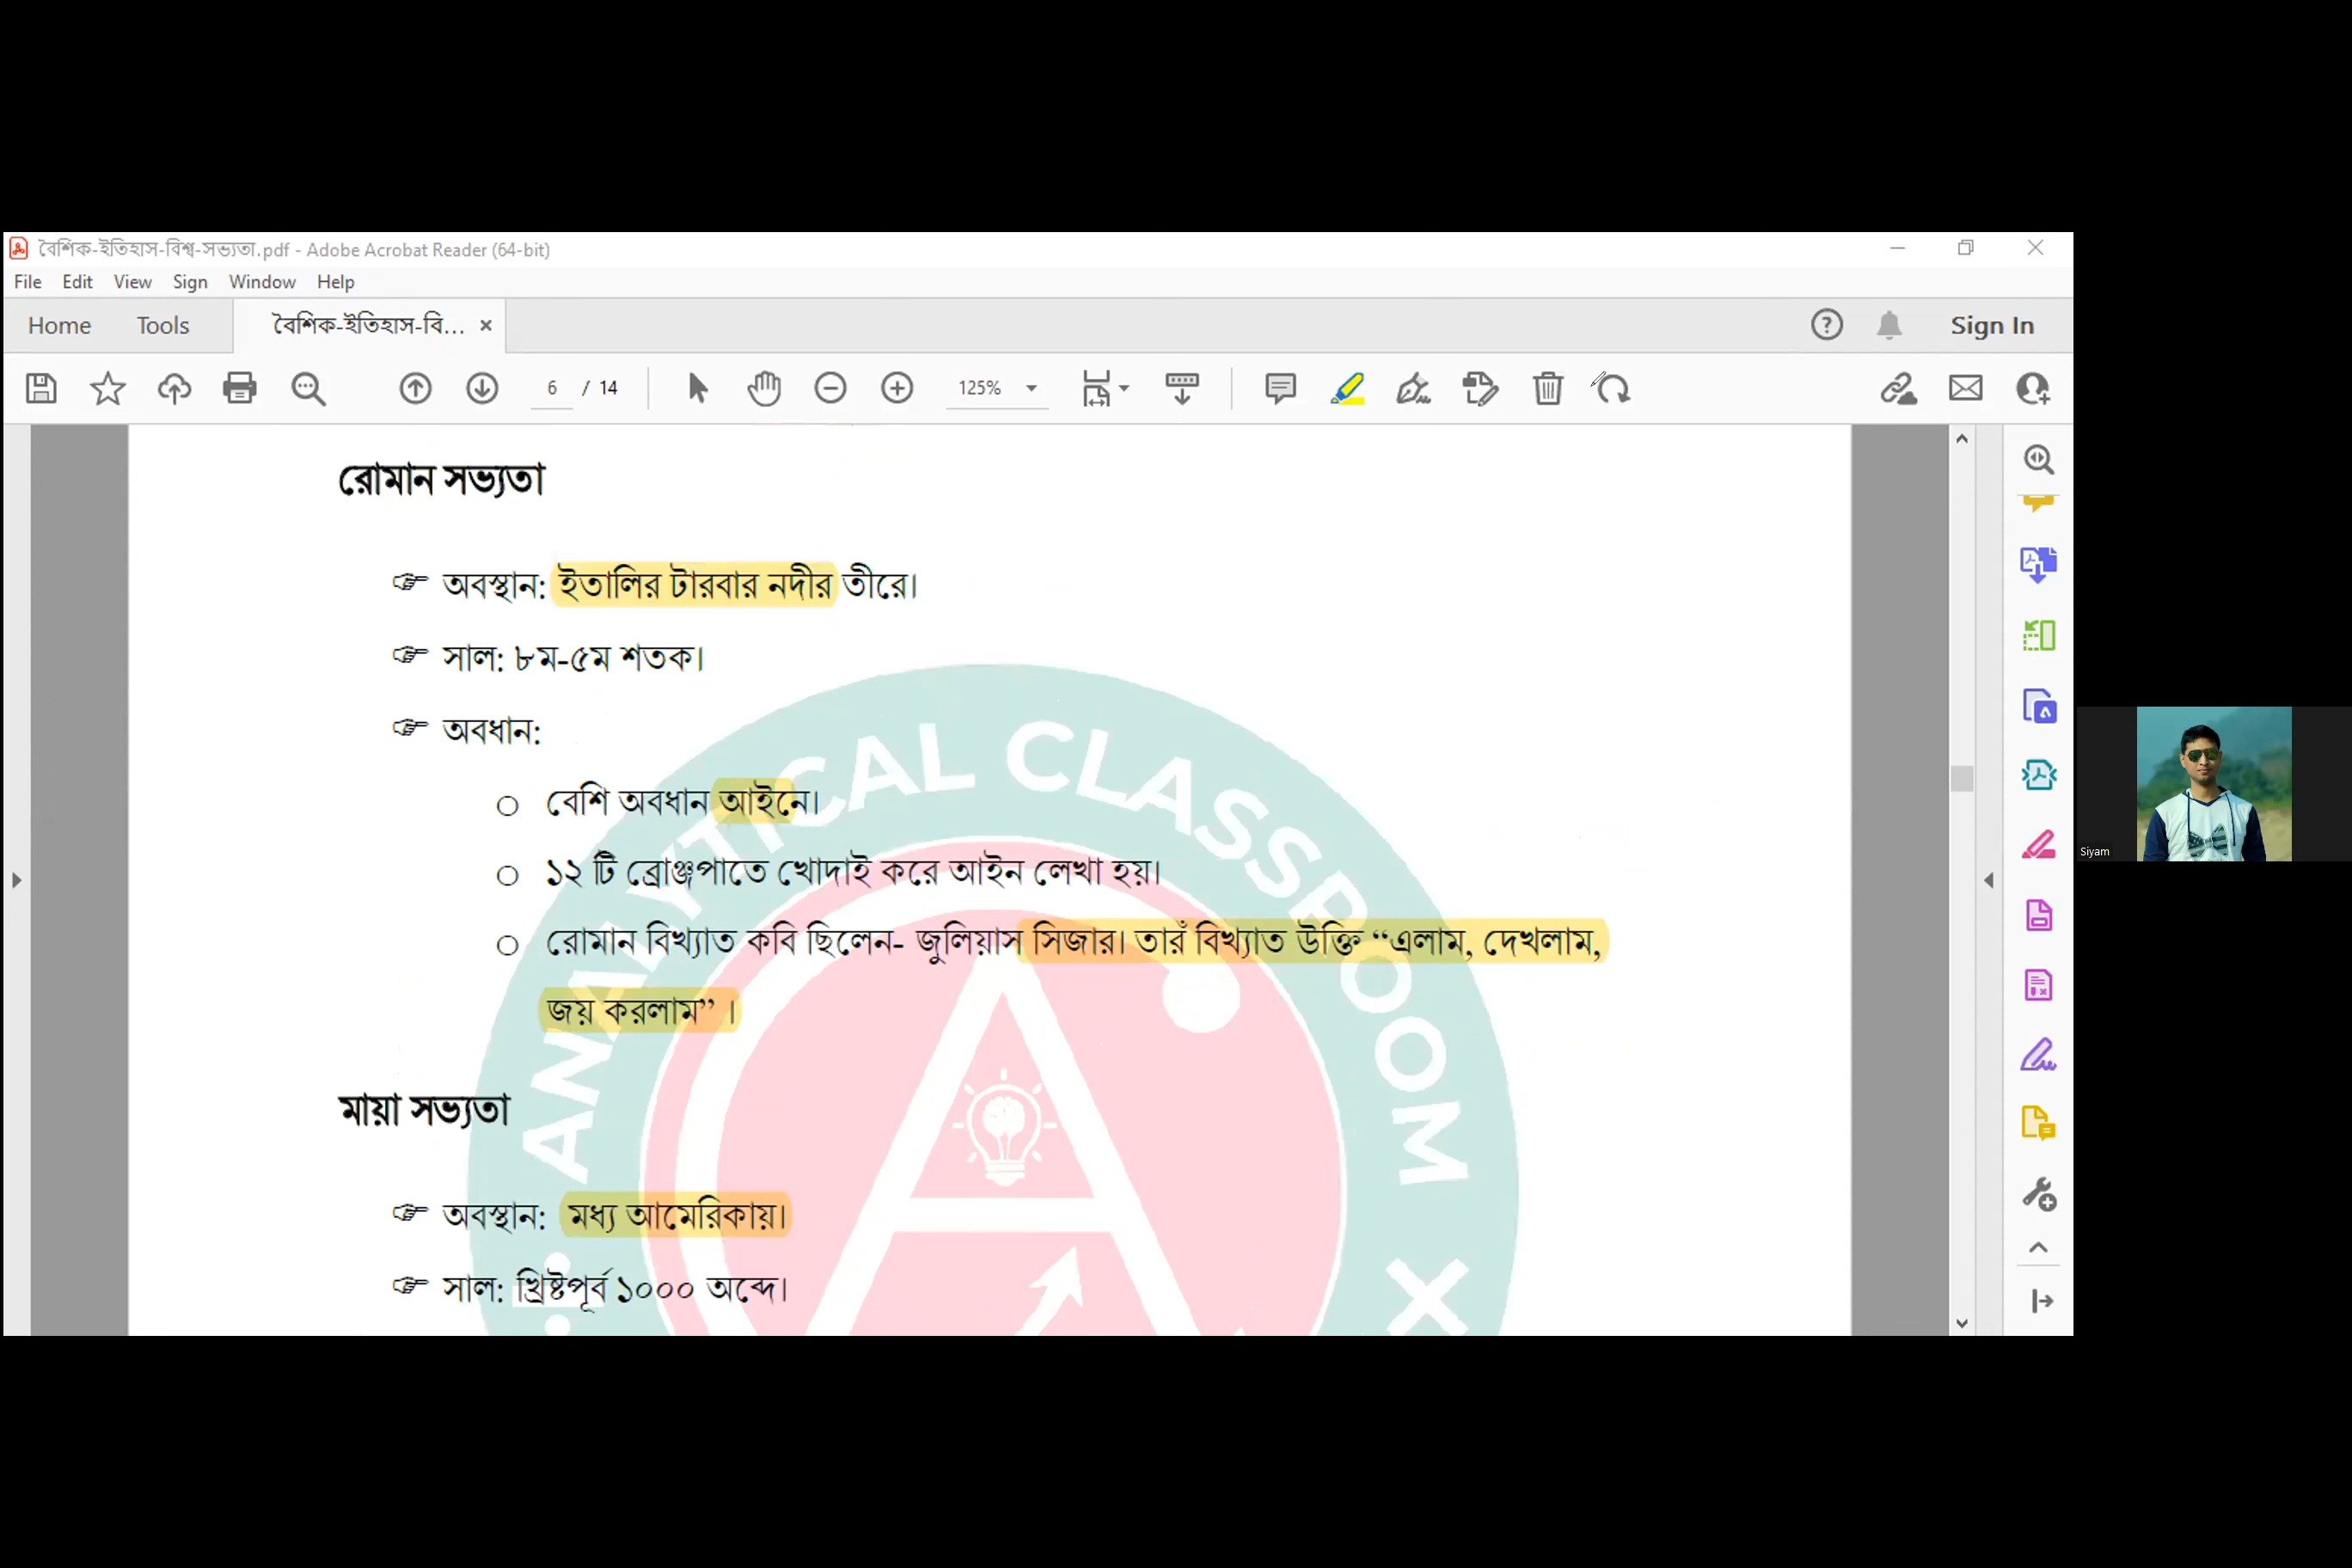 বৈশিক-ইতিহাস-বিশ্ব-সভ্যতা.pdf - Adobe Acrobat Reader (64-bit)
File Edit View Sign Window Help
Home Tools বৈশিক-ইতিহাস-বি... × Sign In
6 / 14 125%
রোমান সভ্যতা
অবস্থান: ইতালির টারবার নদীর তীরে।
সাল: ৮ম-৫ম শতক।
অবধান:
বেশি অবধান আইনে।
১২ টি ব্রোঞ্জপাতে খোদাই করে আইন লেখা হয়।
রোমান বিখ্যাত কবি ছিলেন- জুলিয়াস সিজার। তারঁ বিখ্যাত উক্তি “এলাম, দেখলাম,
জয় করলাম” ।
মায়া সভ্যতা
অবস্থান: মধ্য আমেরিকায়।
সাল: খ্রিষ্টপূর্ব ১০০০ অব্দে।
ANALYTICAL CLASSROOM
Siyam